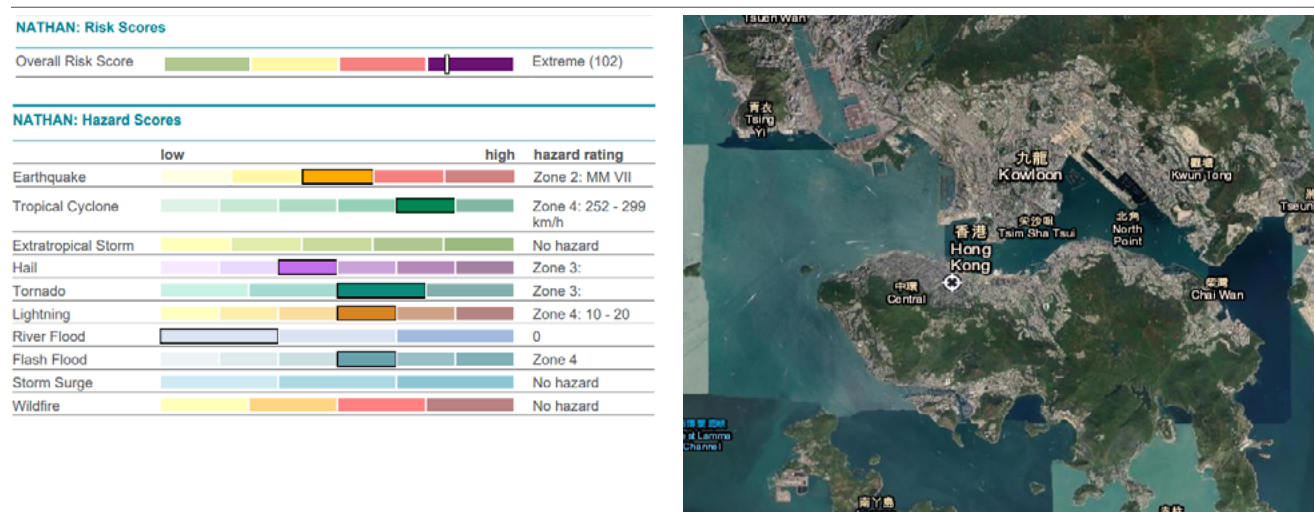 NATHAN: Risk Scores
Overall Risk Score Extreme (102)
NATHAN: Hazard Scores
low high hazard rating
Earthquake Zone 2: MM VII
Tropical Cyclone Zone 4: 252 - 299
km/h
Extratropical Storm No hazard
Hail Zone 3:
Tornado Zone 3:
Lightning Zone 4: 10 - 20
River Flood 0
Flash Flood Zone 4
Storm Surge No hazard
Wildfire No hazard
Tsuen Wan
青衣
Tsing
Yi
九龍
Kowloon
觀塘
Kwun Tong
尖沙咀
Tsim Sha Tsui
北角
North
Point
香港
Hong
Kong
中環
Central
柴灣
Chai Wan
Lamma
Channel
南丫島